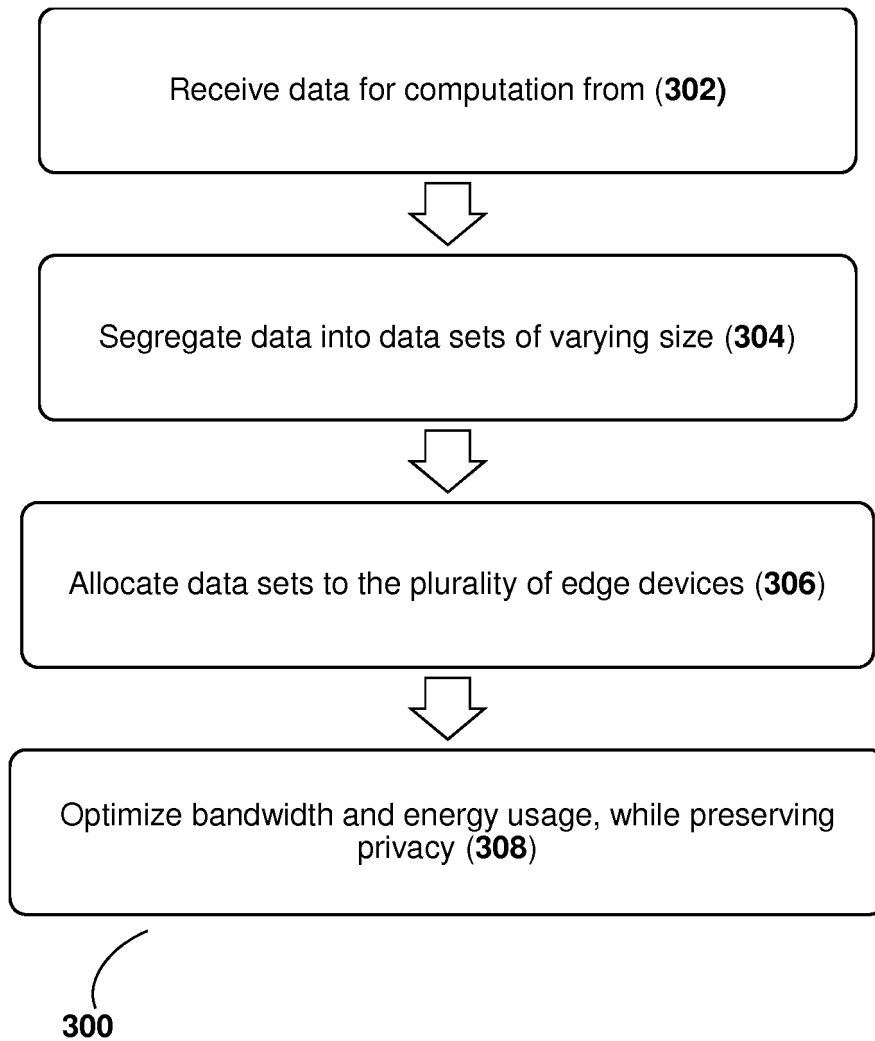 Receive data for computation from (302)
Segregate data into data sets of varying size (304)
Allocate data sets to the plurality of edge devices (306)
Optimize bandwidth and energy usage, while preserving
privacy (308)
300